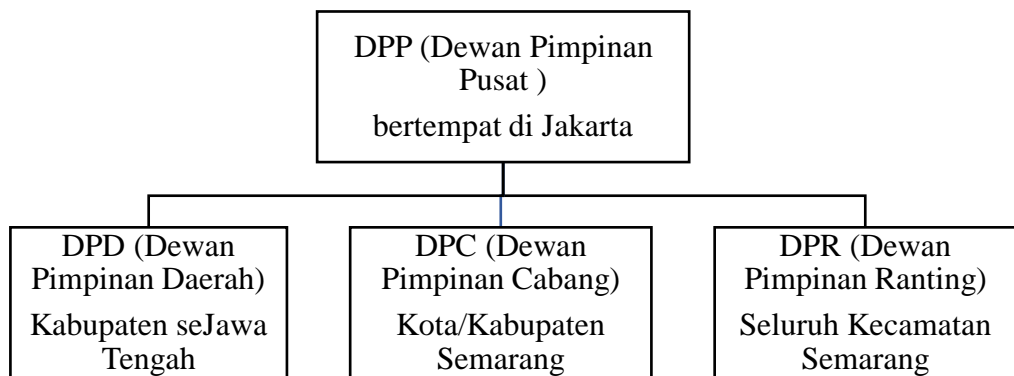 DPP (Dewan Pimpinan
Pusat )
bertempat di Jakarta
DPD (Dewan
Pimpinan Daerah)
Kabupaten seJawa
Tengah
DPC (Dewan
Pimpinan Cabang)
Kota/Kabupaten
Semarang
DPR (Dewan
Pimpinan Ranting)
Seluruh Kecamatan
Semarang